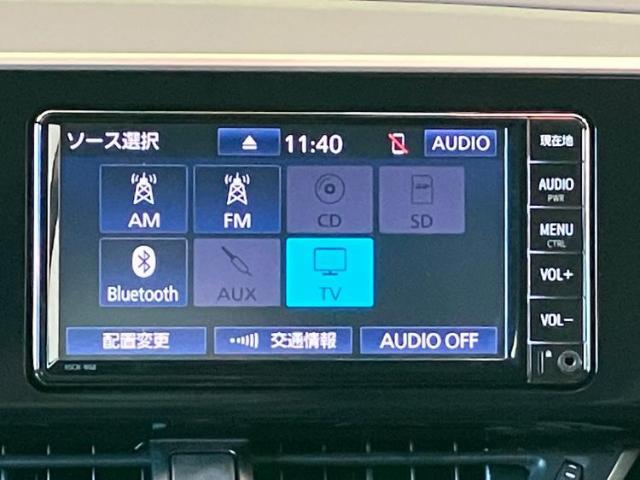 ソース選択 11:40 AUDIO
AM FM CD SD
Bluetooth AUX TV
配置変更 交通情報 AUDIO OFF
現在地
AUDIO
PWR
MENU
CTRL
VOL+
VOL−